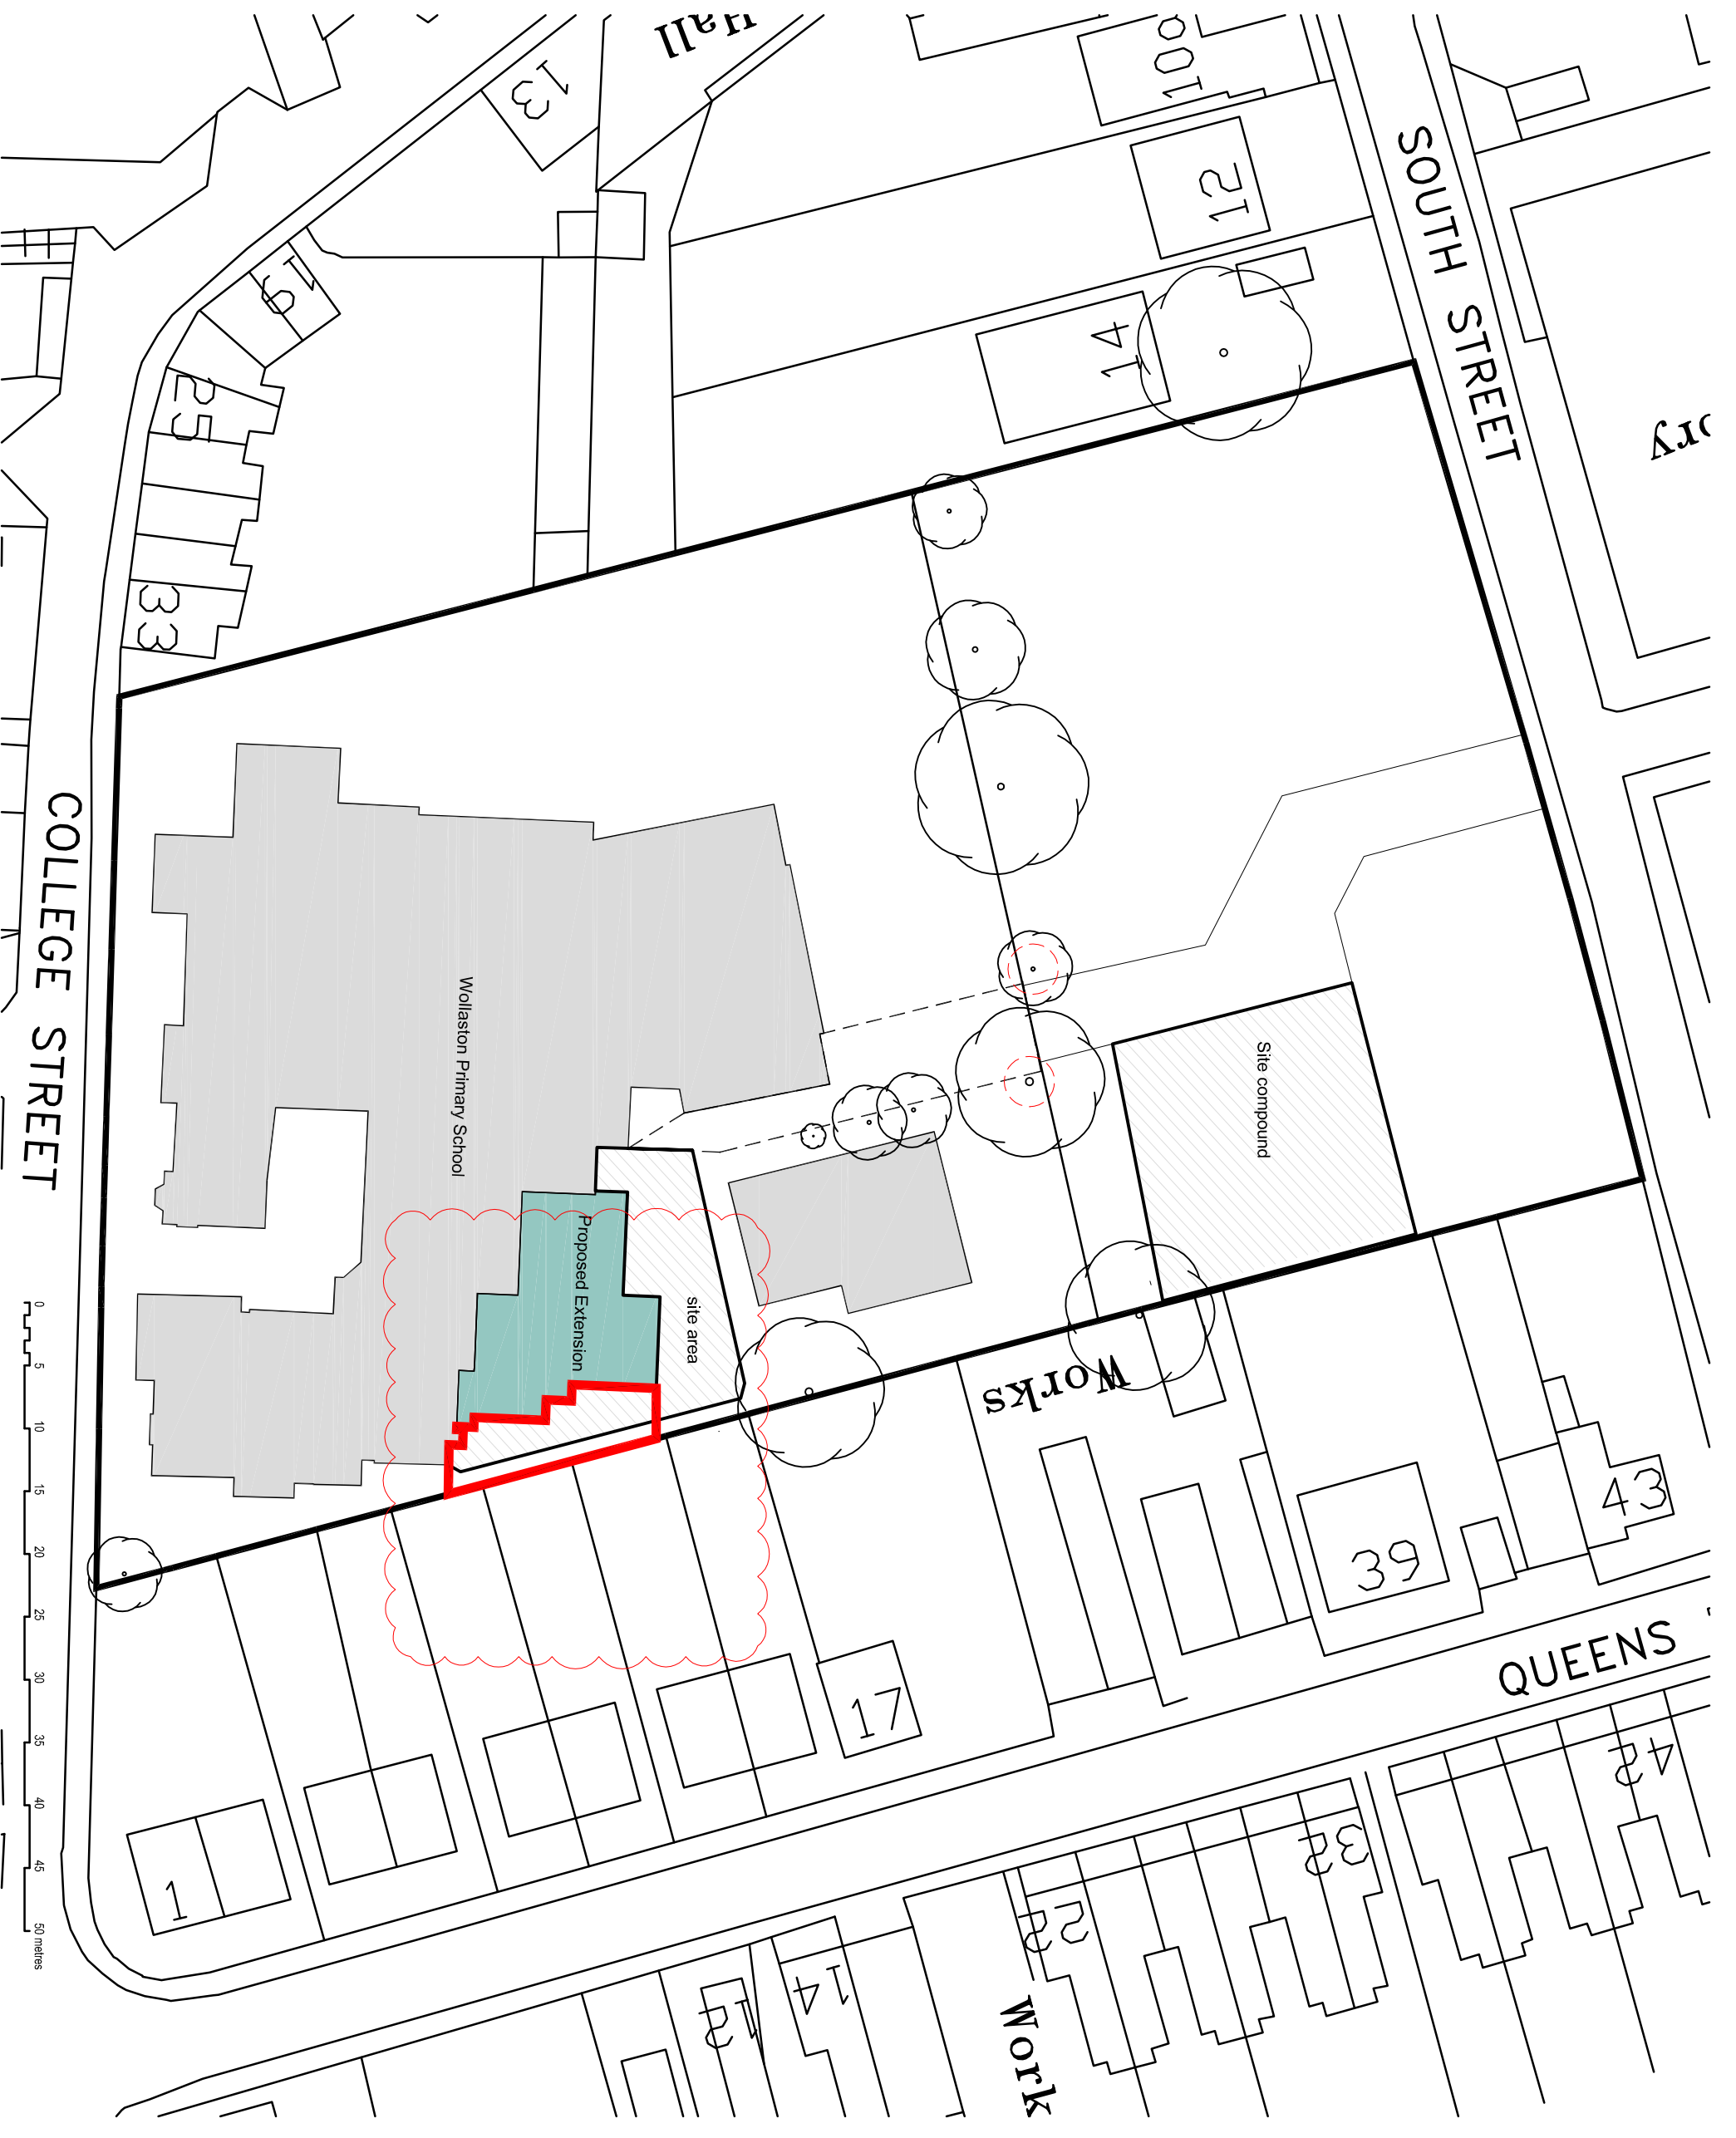 Hall
13
100
12
SOUTH STREET
19
14
25
ory
33
COLLEGE STREET
Wollaston Primary School
Site compound
Proposed Extension
site area
Works
0
5
10
15
20
25
30
35
40
45
50 metres
43
39
QUEENS
17
1
42
32
22
14
12
Work